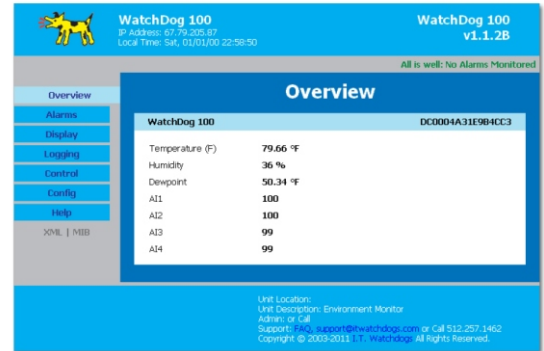 WatchDog 100
IP Address: 67.79.205.87
Local Time: Sat, 01/01/00 22:58:50
WatchDog 100
v1.1.2B
All is well: No Alarms Monitored
Overview
Alarms
Display
Logging
Control
Config
Help
XML | MIB
Overview
WatchDog 100 DC0004A31E9B4CC3
Temperature (F) 79.66 °F
Humidity 36 %
Dewpoint 50.34 °F
AI1 100
AI2 100
AI3 99
AI4 99
Unit Location:
Unit Description: Environment Monitor
Admin: or Call
Support: FAQ, support@itwatchdogs.com or Call 512.257.1462
Copyright © 2003-2011 I.T. Watchdogs All Rights Reserved.